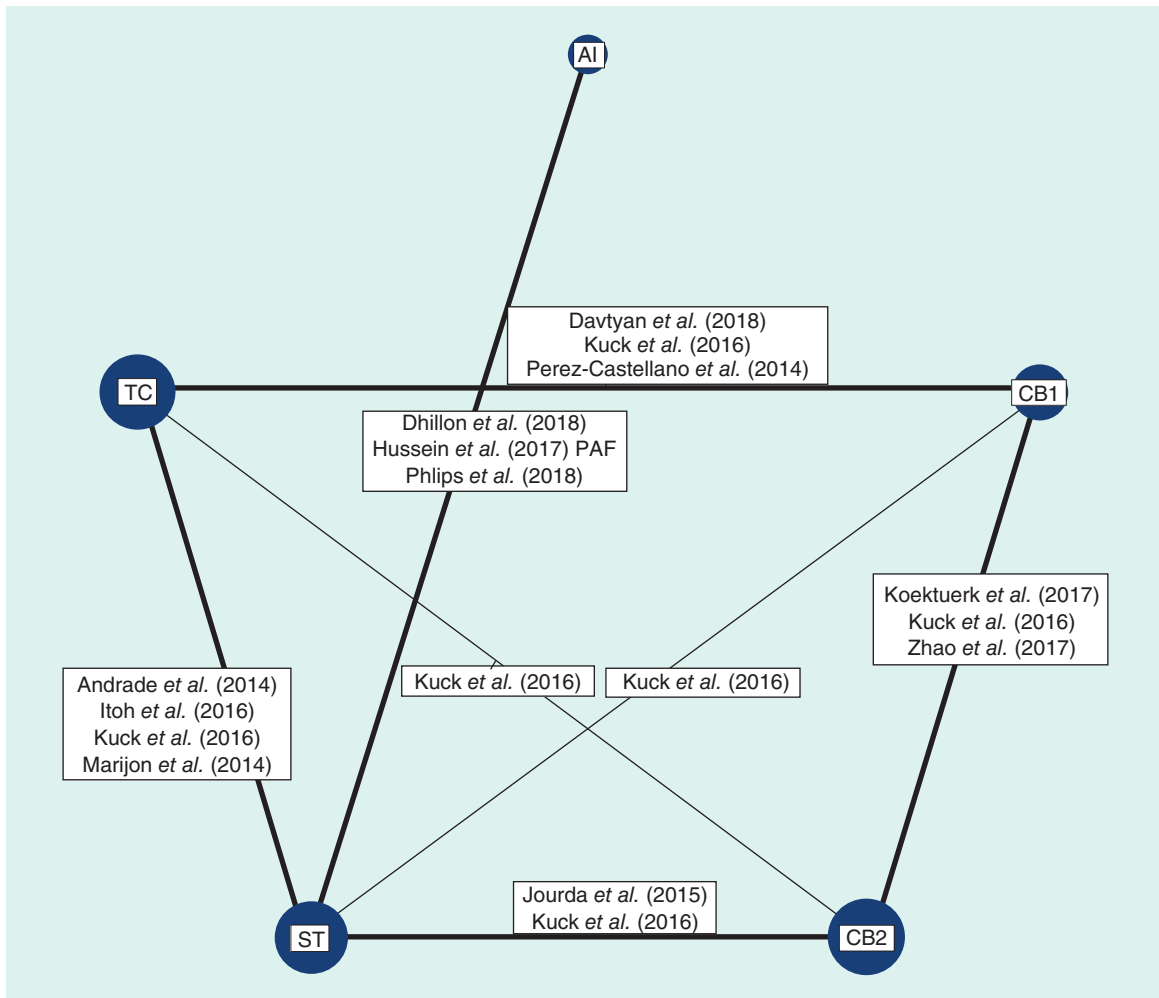 AI
Davtyan et al. (2018)
Kuck et al. (2016)
Perez-Castellano et al. (2014)
TC
CB1
Dhillon et al. (2018)
Hussein et al. (2017) PAF
Phlips et al. (2018)
Koektuerk et al. (2017)
Kuck et al. (2016)
Zhao et al. (2017)
Kuck et al. (2016)
Kuck et al. (2016)
Andrade et al. (2014)
Itoh et al. (2016)
Kuck et al. (2016)
Marijon et al. (2014)
Jourda et al. (2015)
Kuck et al. (2016)
ST
CB2